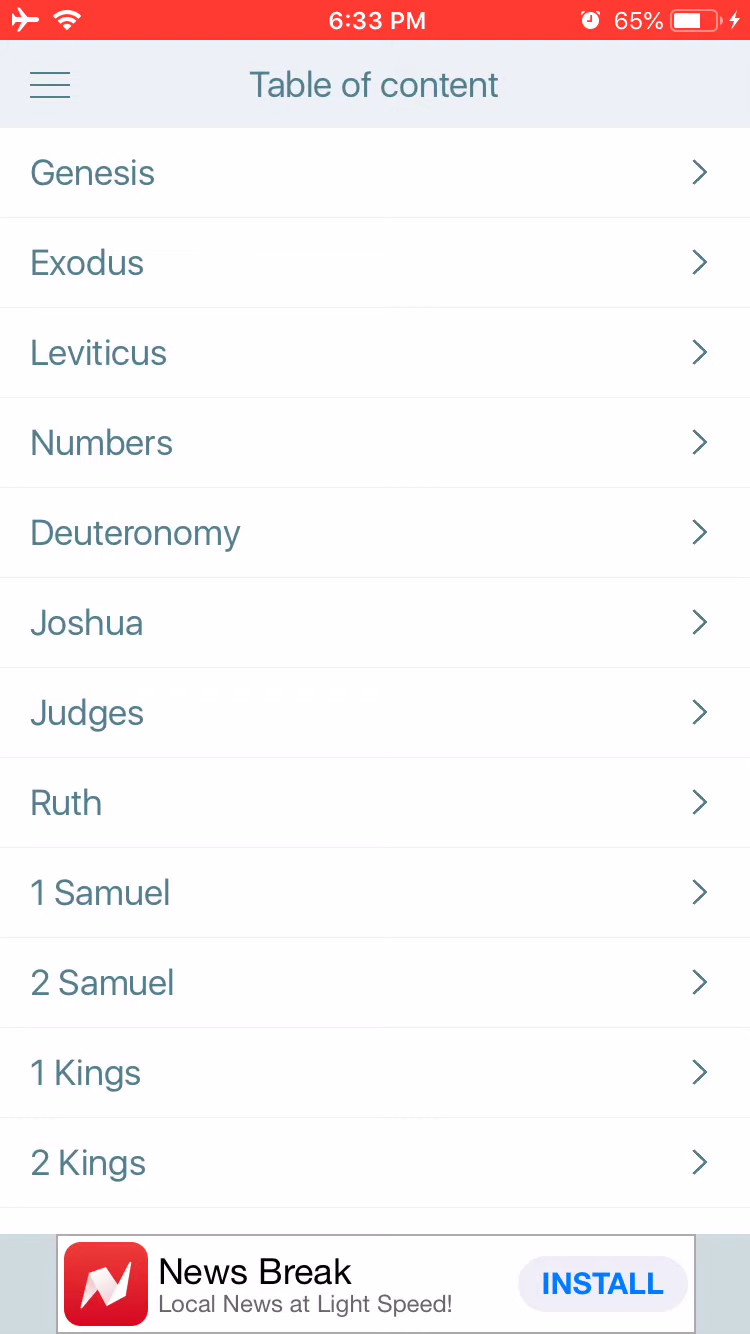 6:33 PM
65%
Table of content
Genesis
Exodus
Leviticus
Numbers
Deuteronomy
Joshua
Judges
Ruth
1 Samuel
2 Samuel
1 Kings
2 Kings
News Break
Local News at Light Speed!
INSTALL